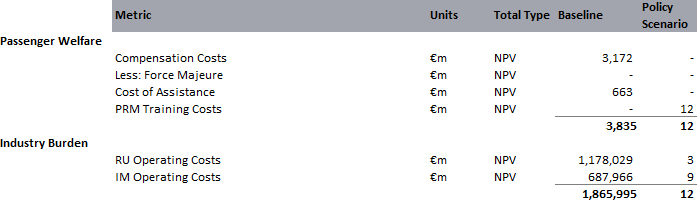 Metric Units Total Type Baseline Policy Scenario
Passenger Welfare
Compensation Costs €m NPV 3,172 -
Less: Force Majeure €m NPV - -
Cost of Assistance €m NPV 663 -
PRM Training Costs €m NPV - 12
3,835 12
Industry Burden
RU Operating Costs €m NPV 1,178,029 3
IM Operating Costs €m NPV 687,966 9
1,865,995 12